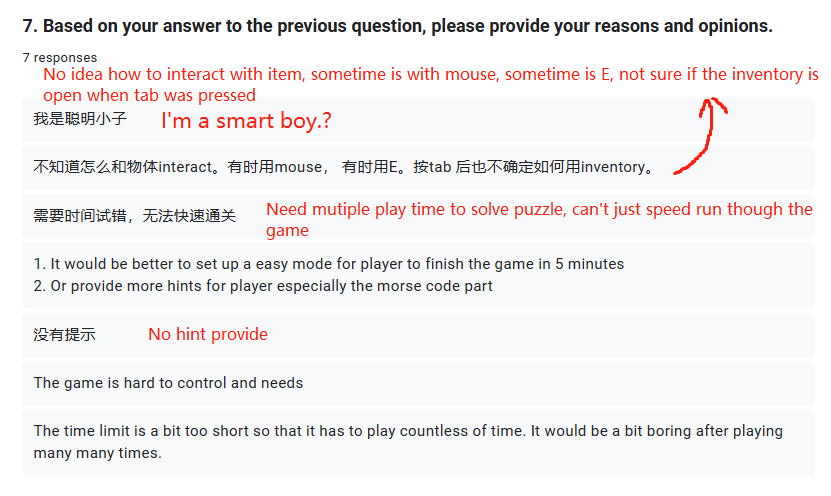 7. Based on your answer to the previous question, please provide your reasons and opinions.
7 responses
No idea how to interact with item, sometime is with mouse, sometime is E, not sure if the inventory is
open when tab was pressed
我是聪明小子
I'm a smart boy.?
不知道怎么和物体interact。有时用mouse， 有时用E。按tab 后也不确定如何用inventory。
需要时间试错，无法快速通关
Need mutiple play time to solve puzzle, can't just speed run though the
game
1. It would be better to set up a easy mode for player to finish the game in 5 minutes
2. Or provide more hints for player especially the morse code part
没有提示
No hint provide
The game is hard to control and needs
The time limit is a bit too short so that it has to play countless of time. It would be a bit boring after playing
many many times.